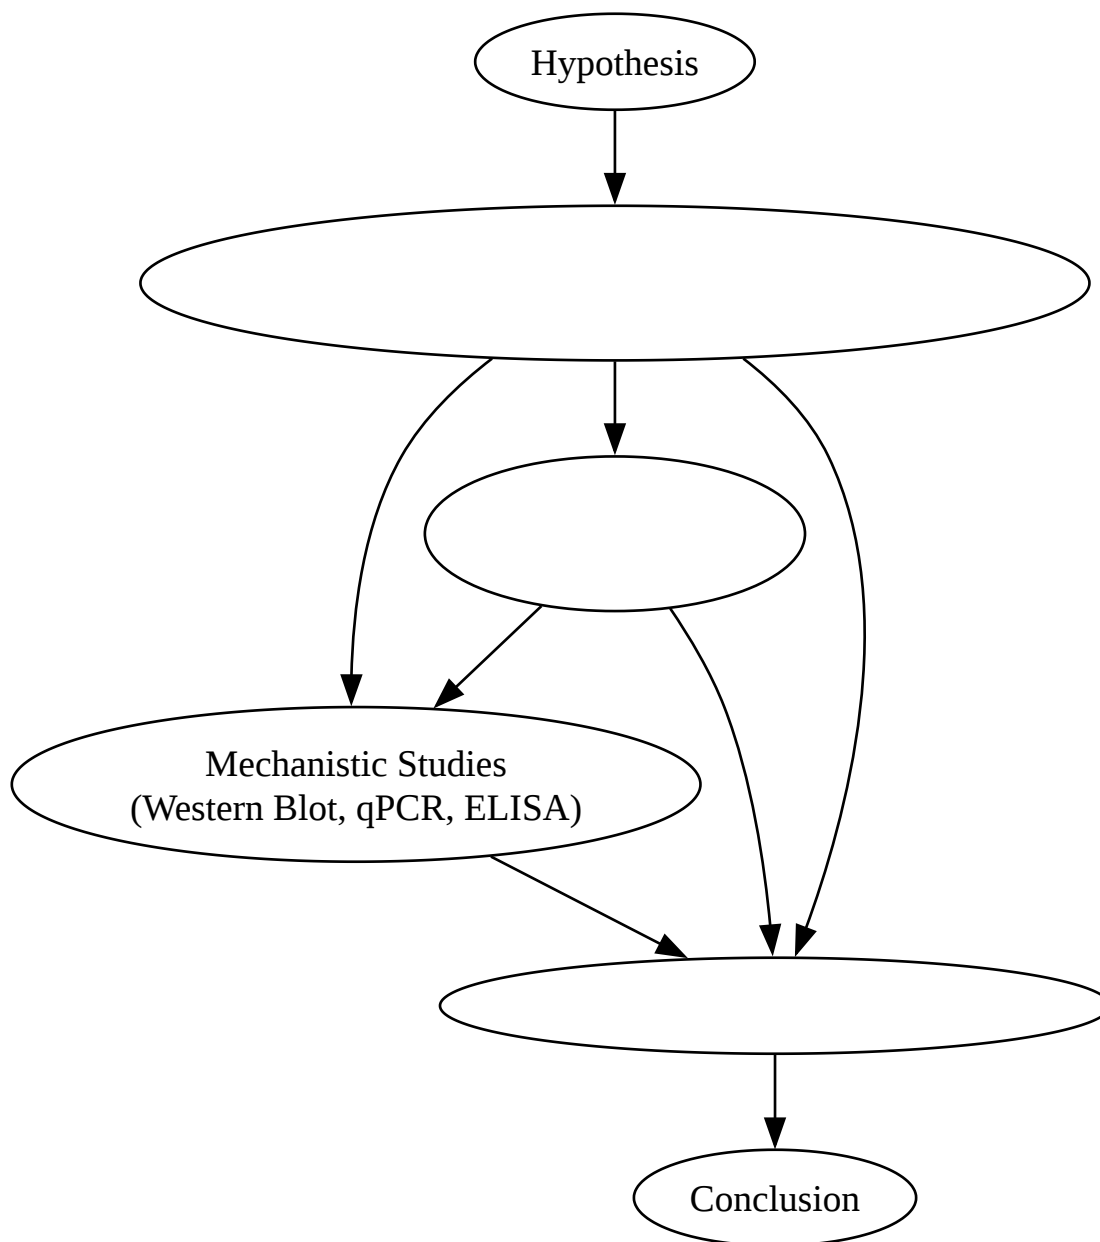 Hypothesis
Mechanistic Studies
(Western Blot, qPCR, ELISA)
Conclusion